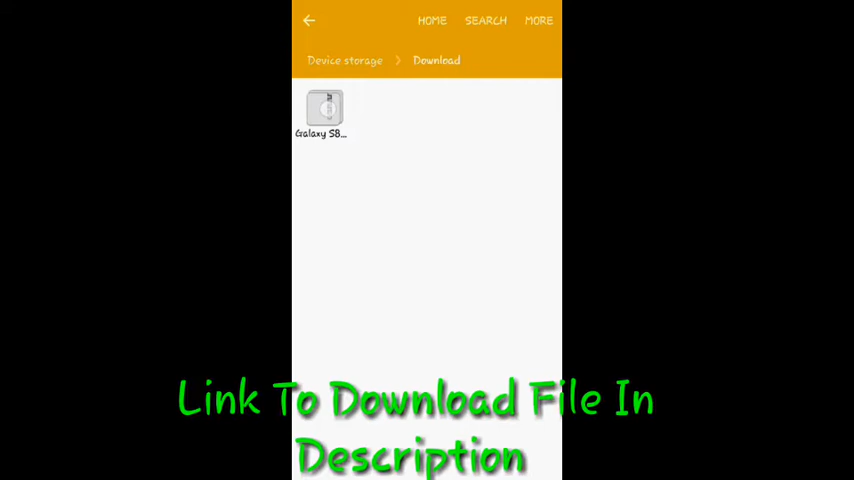 HOME SEARCH MORE
Device storage > Download
Galaxy S8...
Link To Download File In
Description